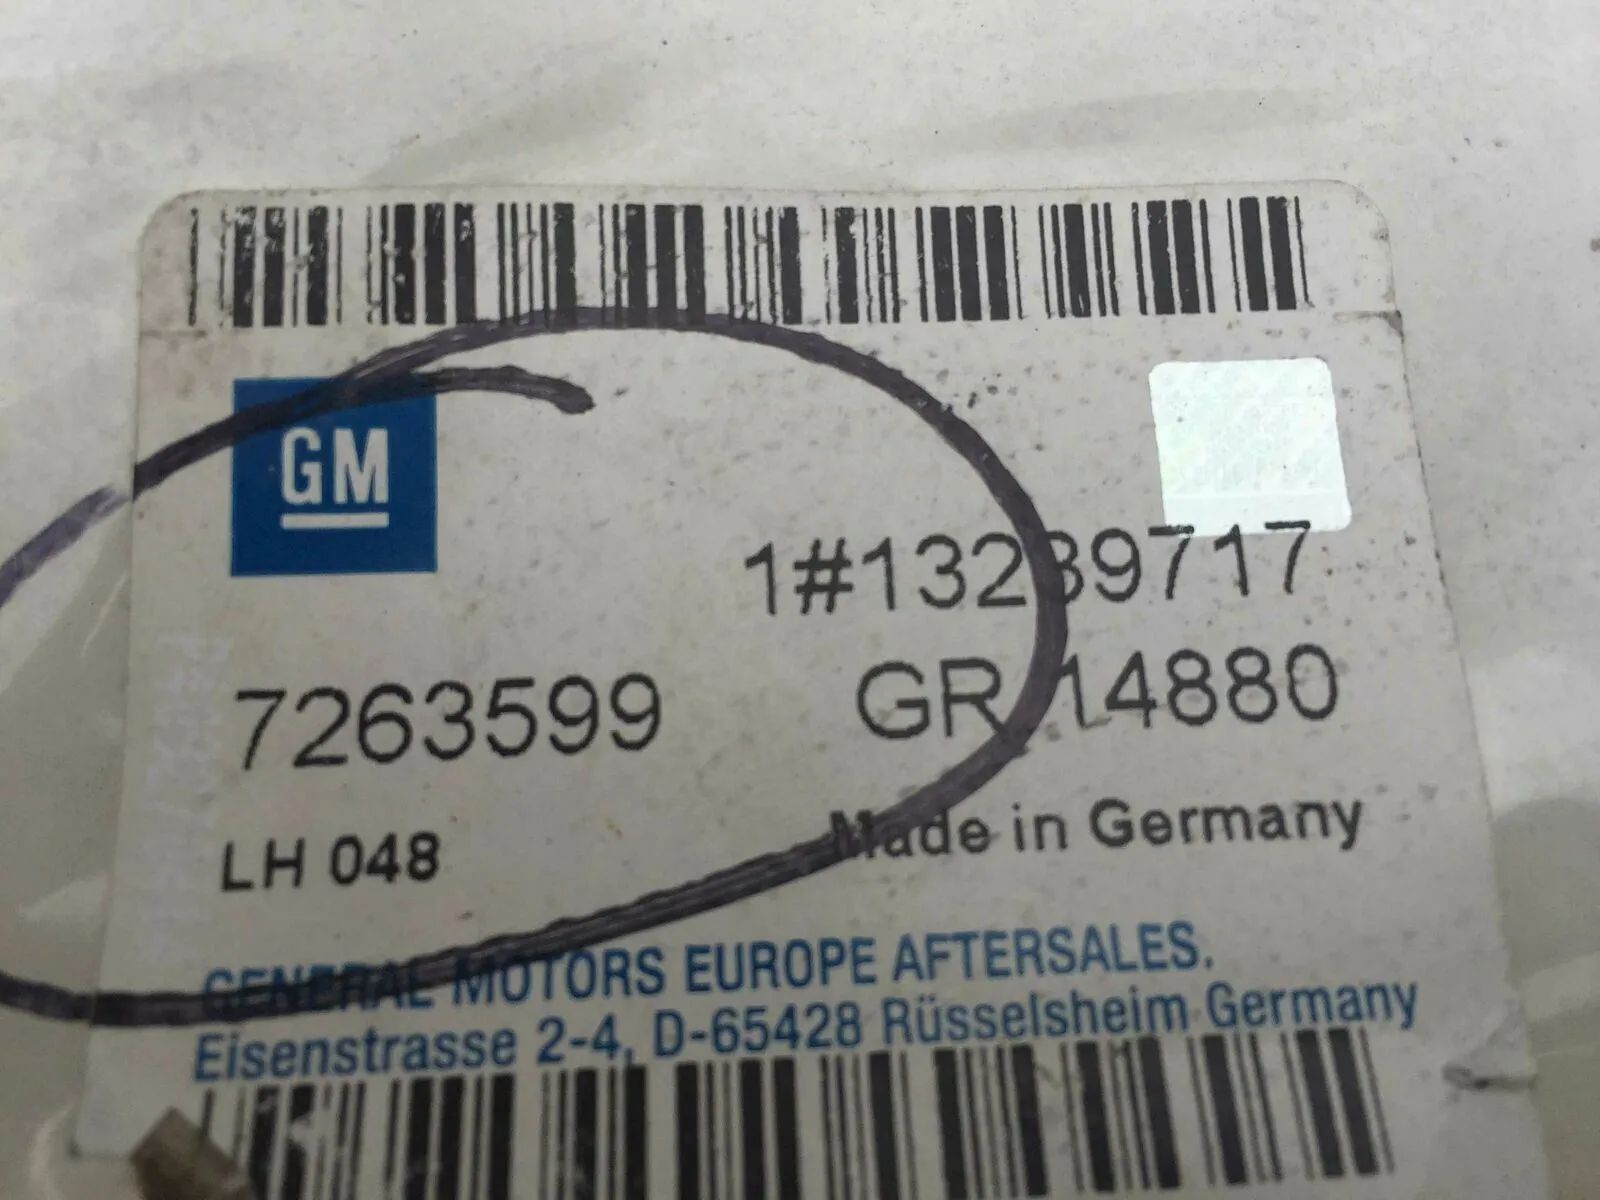 GM
1#13289717
7263599 GR 14880
LH 048 Made in Germany
GENERAL MOTORS EUROPE AFTERSALES.
Eisenstrasse 2-4, D-65428 Rüsselsheim Germany